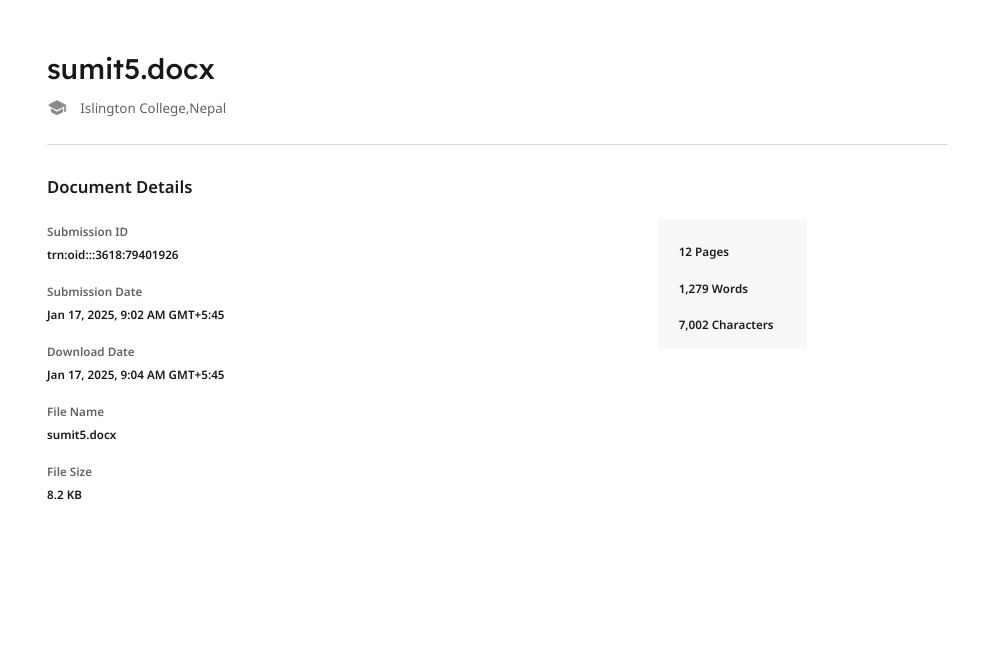 sumit5.docx
Islington College,Nepal
Document Details
Submission ID
trn:oid:::3618:79401926
Submission Date
Jan 17, 2025, 9:02 AM GMT+5:45
Download Date
Jan 17, 2025, 9:04 AM GMT+5:45
File Name
sumit5.docx
File Size
8.2 KB
12 Pages
1,279 Words
7,002 Characters